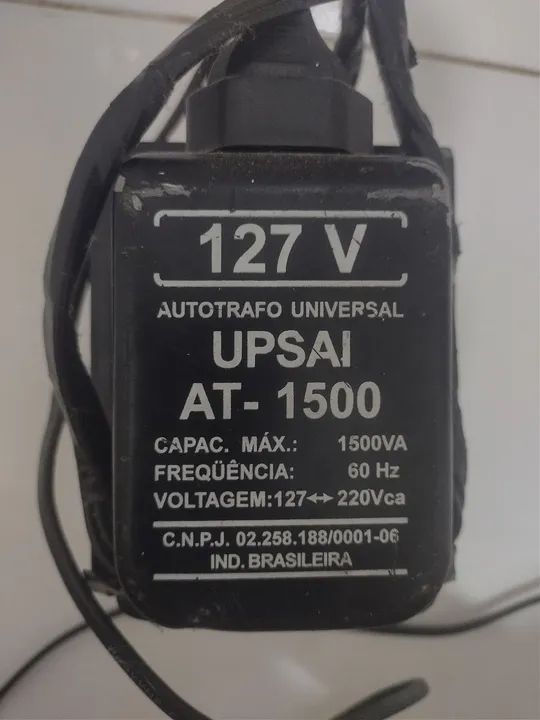 127 V
AUTOTRAFO UNIVERSAL
UPSAI
AT- 1500
CAPAC. MÁX.: 1500VA
FREQÜÊNCIA: 60 Hz
VOLTAGEM:127↔220Vca
C.N.P.J. 02.258.188/0001-06
IND. BRASILEIRA